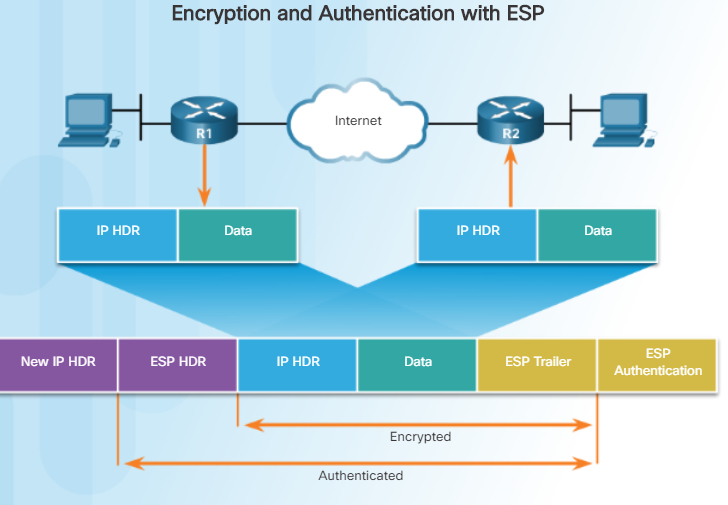 Encryption and Authentication with ESP
Internet
R1
R2
IP HDR
Data
IP HDR
Data
New IP HDR
ESP HDR
IP HDR
Data
ESP Trailer
ESP
Authentication
Encrypted
Authenticated